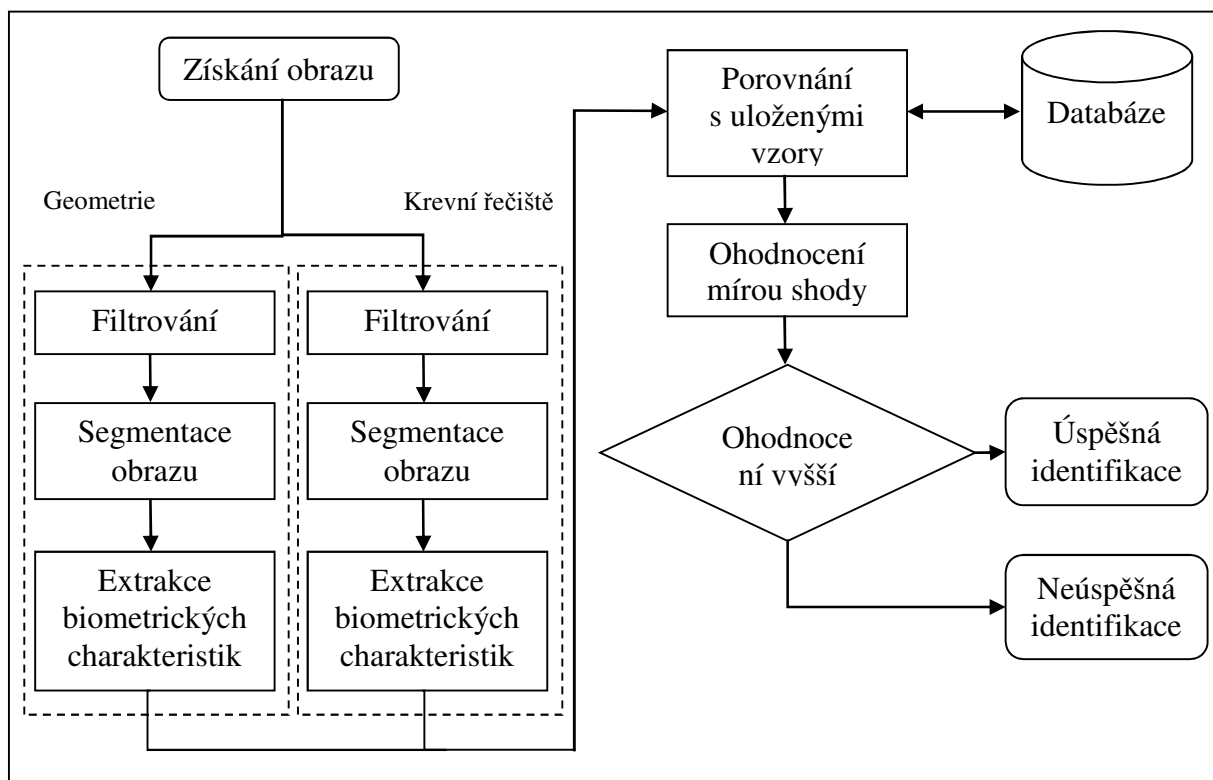 Získání obrazu
Geometrie
Krevní řečiště
Filtrování
Segmentace
obrazu
Extrakce
biometrických
charakteristik
Filtrování
Segmentace
obrazu
Extrakce
biometrických
charakteristik
Porovnání
s uloženými
vzory
Databáze
Ohodnocení
mírou shody
Ohodnoce
ní vyšší
Úspěšná
identifikace
Neúspěšná
identifikace